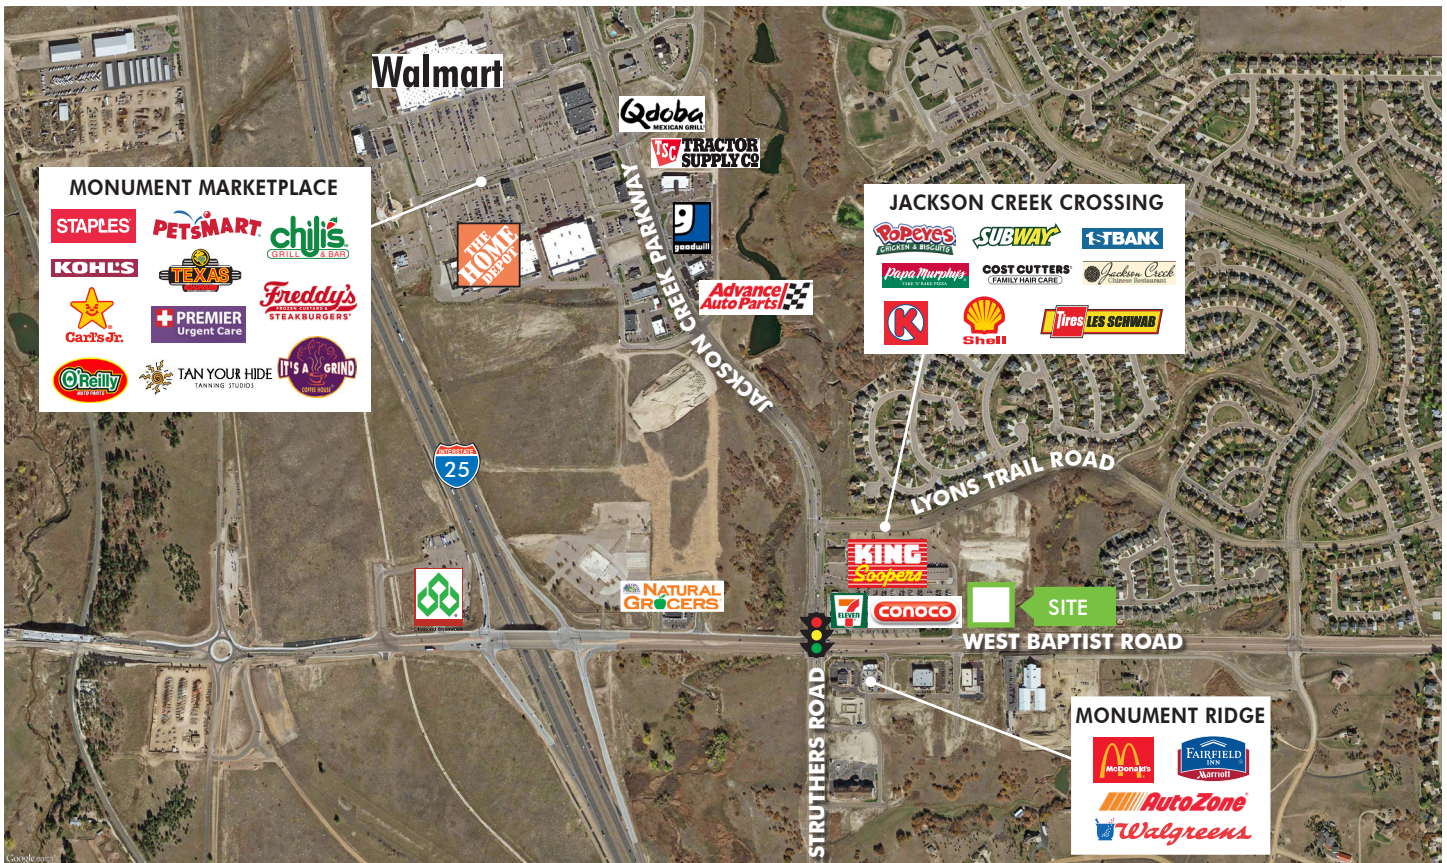 Walmart
Qdoba
MEXICAN GRILL
TSC TRACTOR
SUPPLY CO
MONUMENT MARKETPLACE
STAPLES
PETSMART
chili's
GRILL & BAR
KOHL'S
TEXAS
Carl's Jr.
PREMIER
Urgent Care
Freddy's
FROZEN CUSTARD &
STEAKBURGERS
O'Reilly
AUTO PARTS
TAN YOUR HIDE
TANNING STUDIOS
IT'S A GRIND
COFFEE HOUSE
THE
HOME
DEPOT
goodwill
Advance
Auto Parts
JACKSON CREEK PARKWAY
JACKSON
JACKSON CREEK CROSSING
POPEYES
CHICKEN & BISCUITS
SUBWAY
1STBANK
Papa Murphy's
TAKE 'N' BAKE PIZZA
COST CUTTERS
FAMILY HAIR CARE
Jackson Creek
Chinese Restaurant
K
Shell
Tires LES SCHWAB
INTERSTATE
25
LYONS TRAIL ROAD
KING
Soopers
NATURAL
GROCERS
7
ELEVEN
conoco
SITE
WEST BAPTIST ROAD
Diamond Shamrock
STRUTHERS ROAD
MONUMENT RIDGE
McDonald's
FAIRFIELD
INN
Marriott
AutoZone
Walgreens
Google